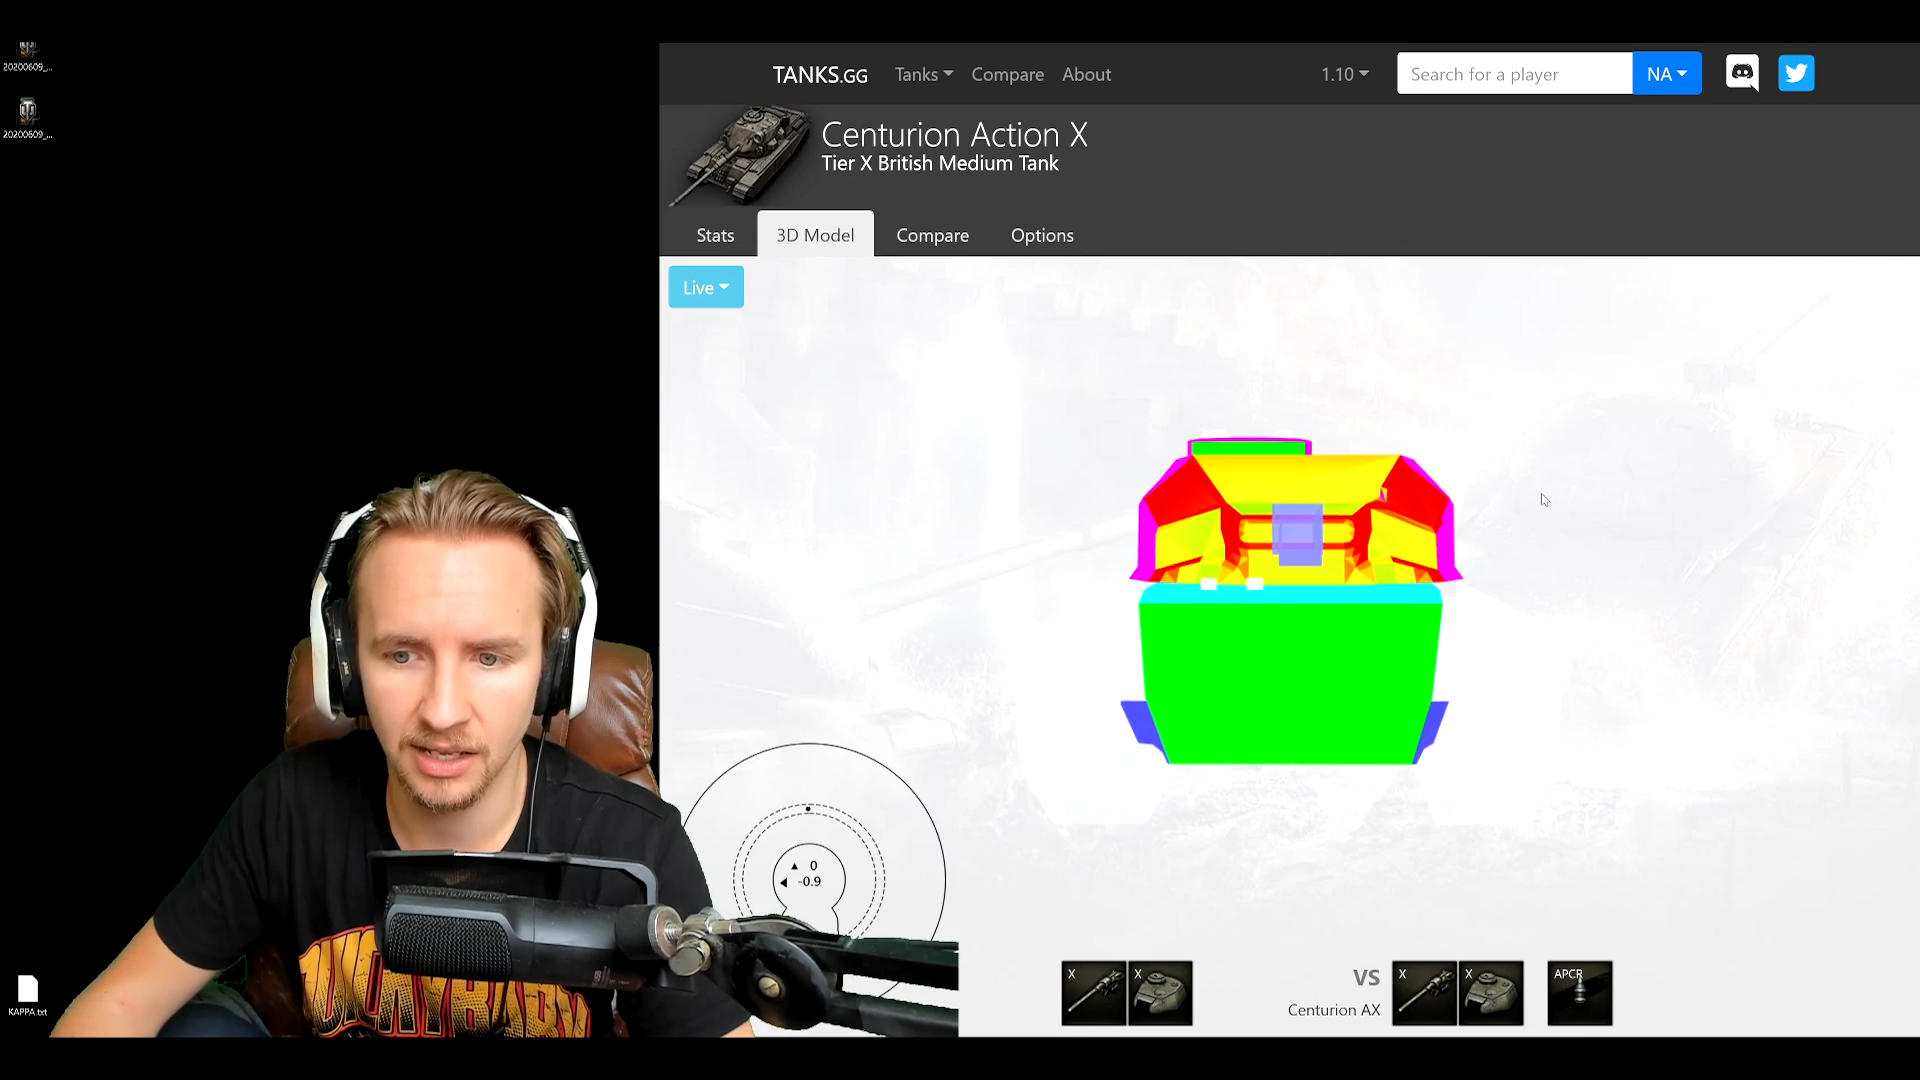 20200609_...
20200609_...
TANKS.GG
Tanks
Compare
About
1.10
Search for a player
NA
Centurion Action X
Tier X British Medium Tank
Stats
3D Model
Compare
Options
Live
0
-0.9
X
X
VS
Centurion AX
X
X
APCR
KAPPA.txt